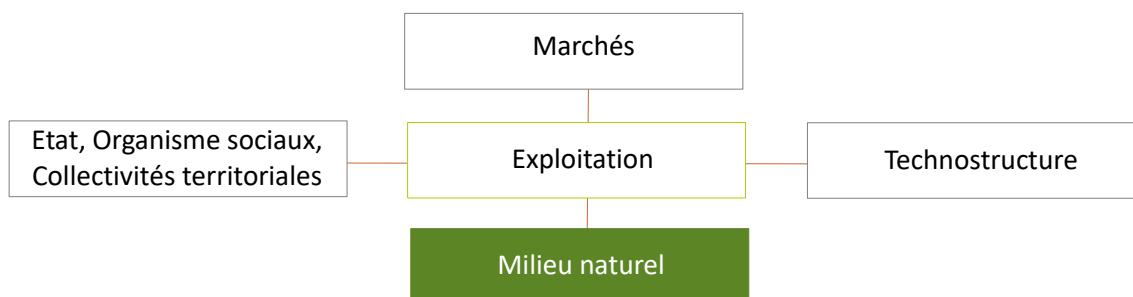 Marchés
Etat, Organisme sociaux,
Collectivités territoriales
Exploitation
Technostructure
Milieu naturel